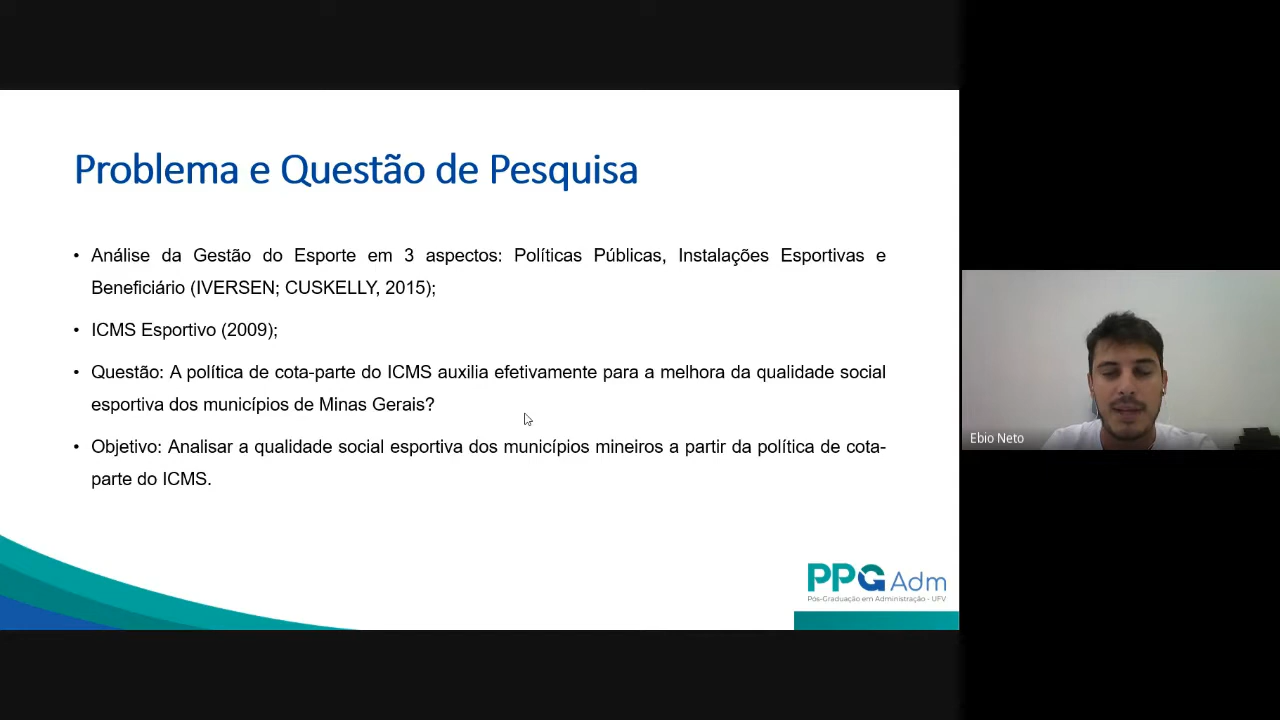 Problema e Questão de Pesquisa
• Análise da Gestão do Esporte em 3 aspectos: Políticas Públicas, Instalações Esportivas e
Beneficiário (IVERSEN; CUSKELLY, 2015);
• ICMS Esportivo (2009);
• Questão: A política de cota-parte do ICMS auxilia efetivamente para a melhora da qualidade social
esportiva dos municípios de Minas Gerais?
• Objetivo: Analisar a qualidade social esportiva dos municípios mineiros a partir da política de cota-
parte do ICMS.
PPG Adm
Pós-Graduação em Administração - UFV
Ebio Neto